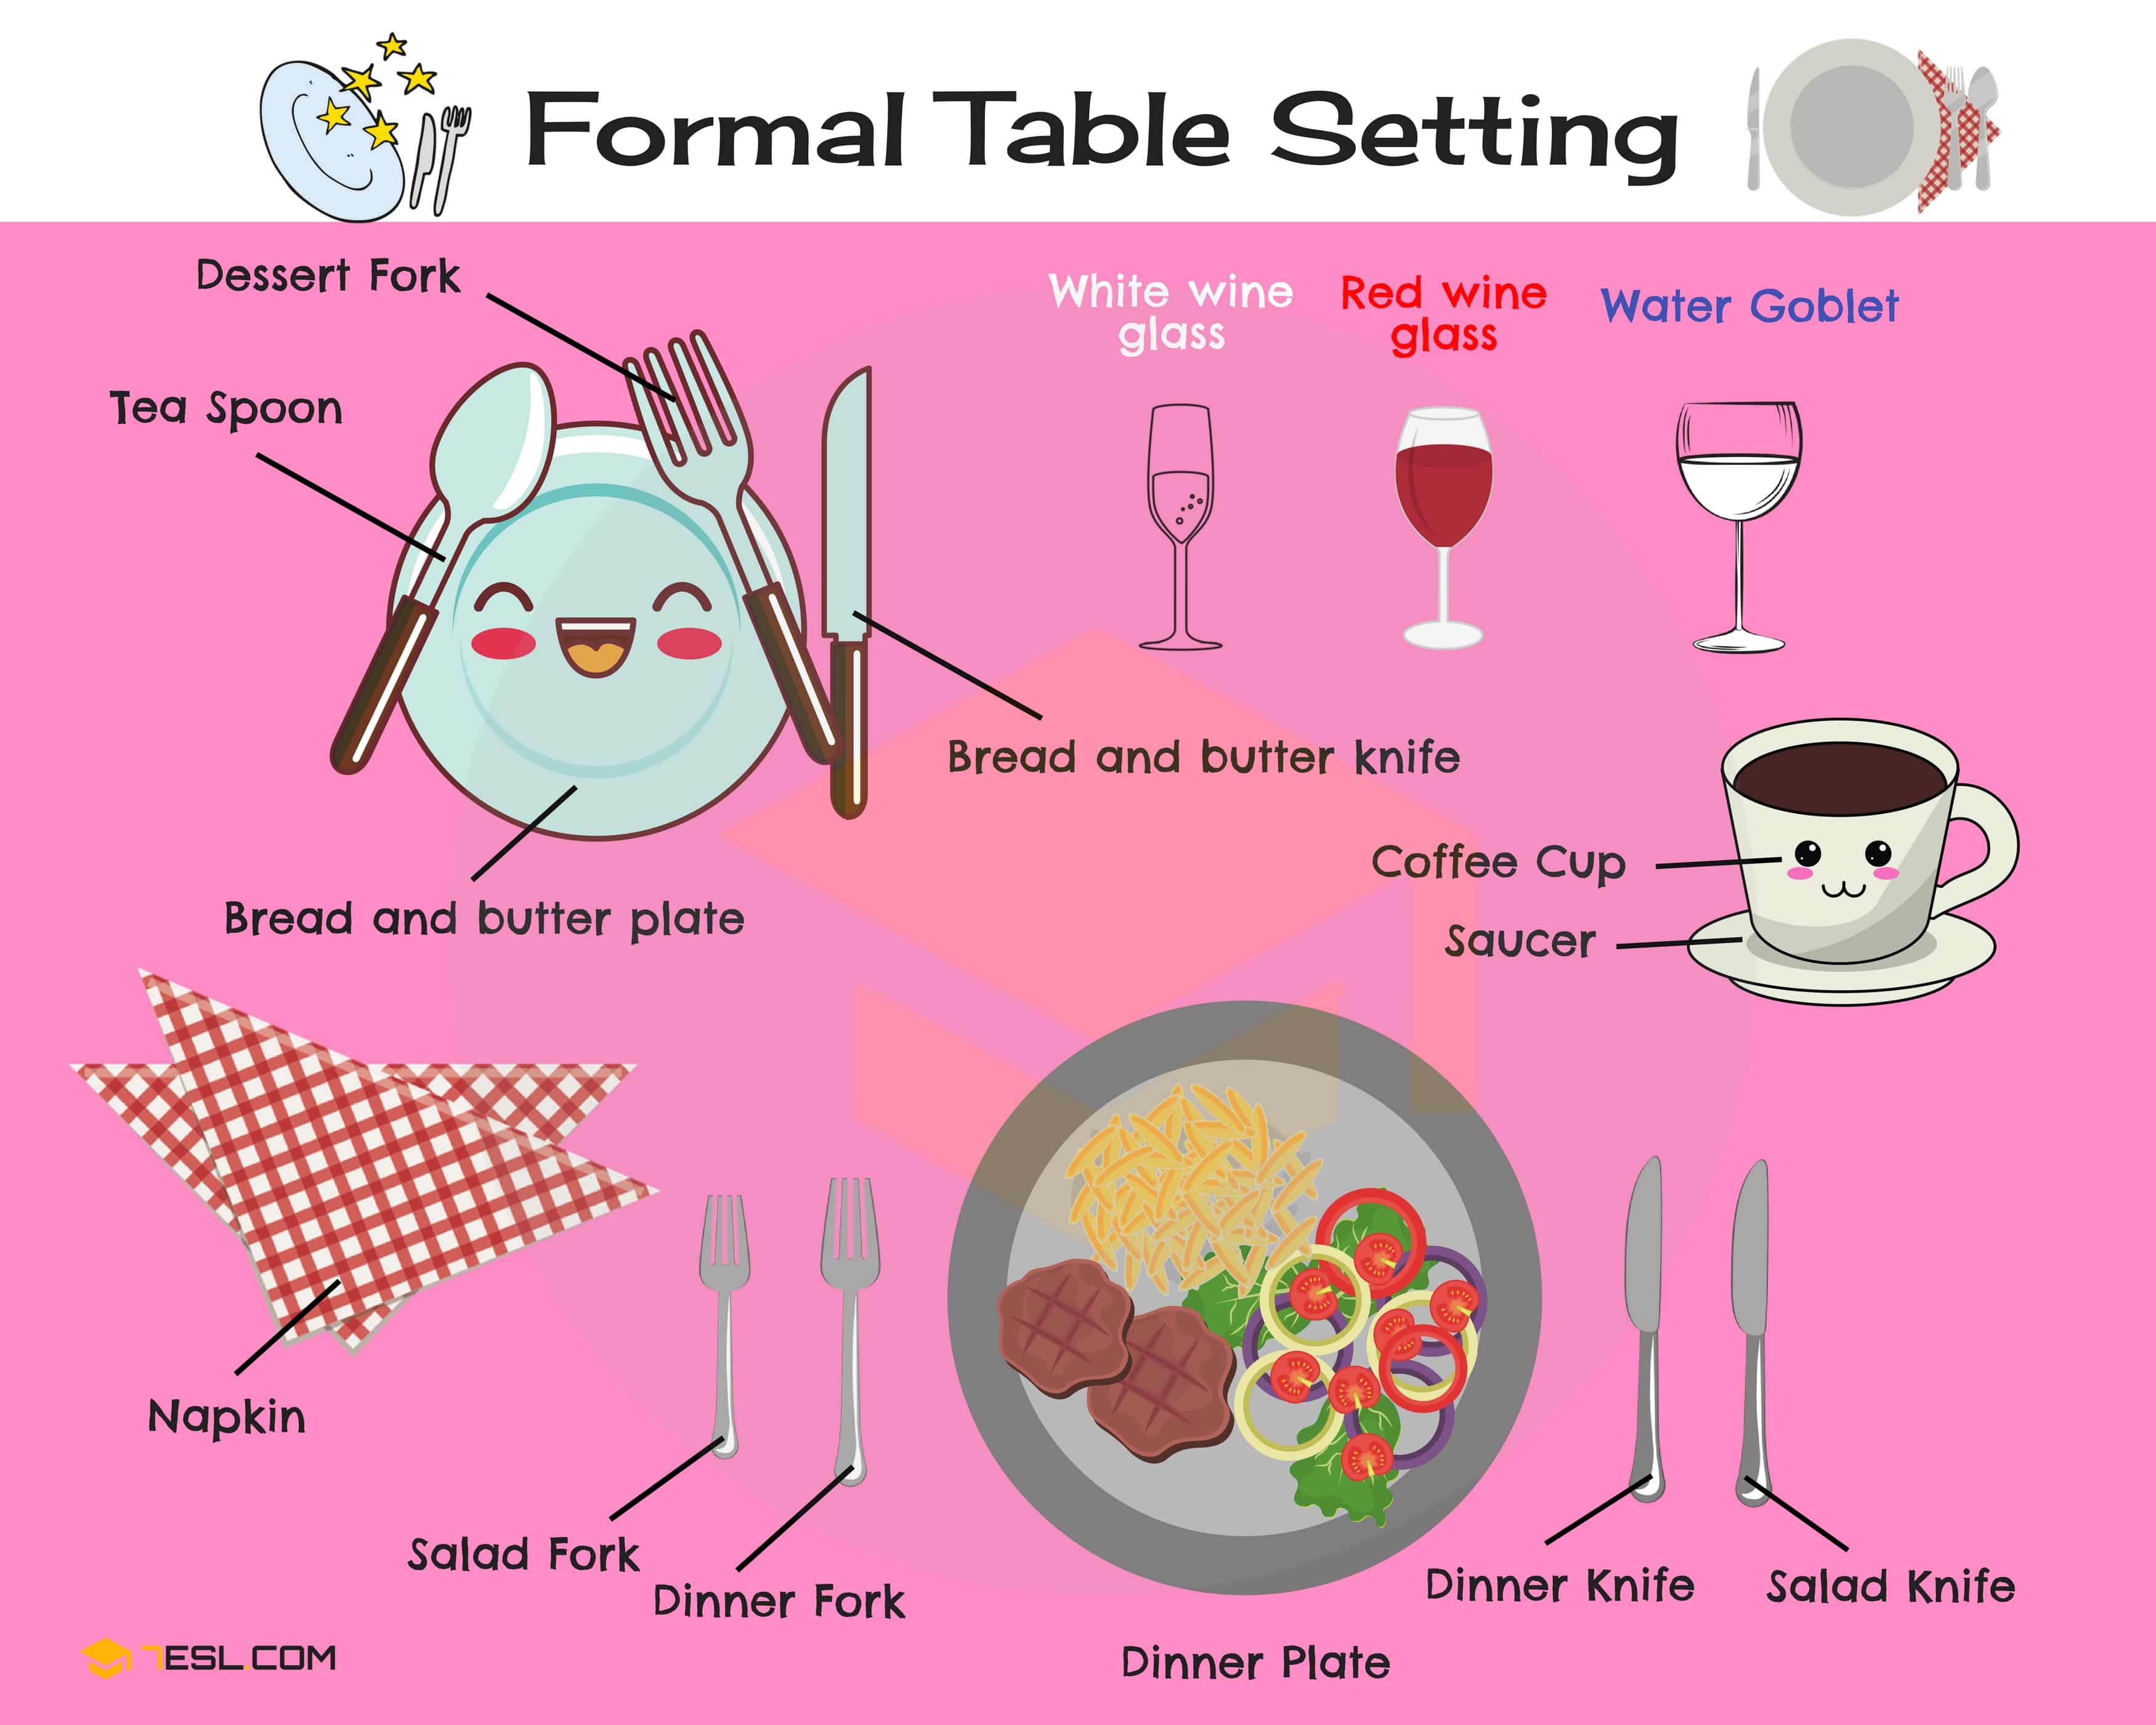 Formal Table Setting
Dessert Fork
White wine
glass
Red wine
glass
Water Goblet
Tea Spoon
Bread and butter knife
Coffee Cup
Saucer
Bread and butter plate
Napkin
Salad Fork
Dinner Fork
Dinner Knife
Salad Knife
Dinner Plate
7ESL.COM